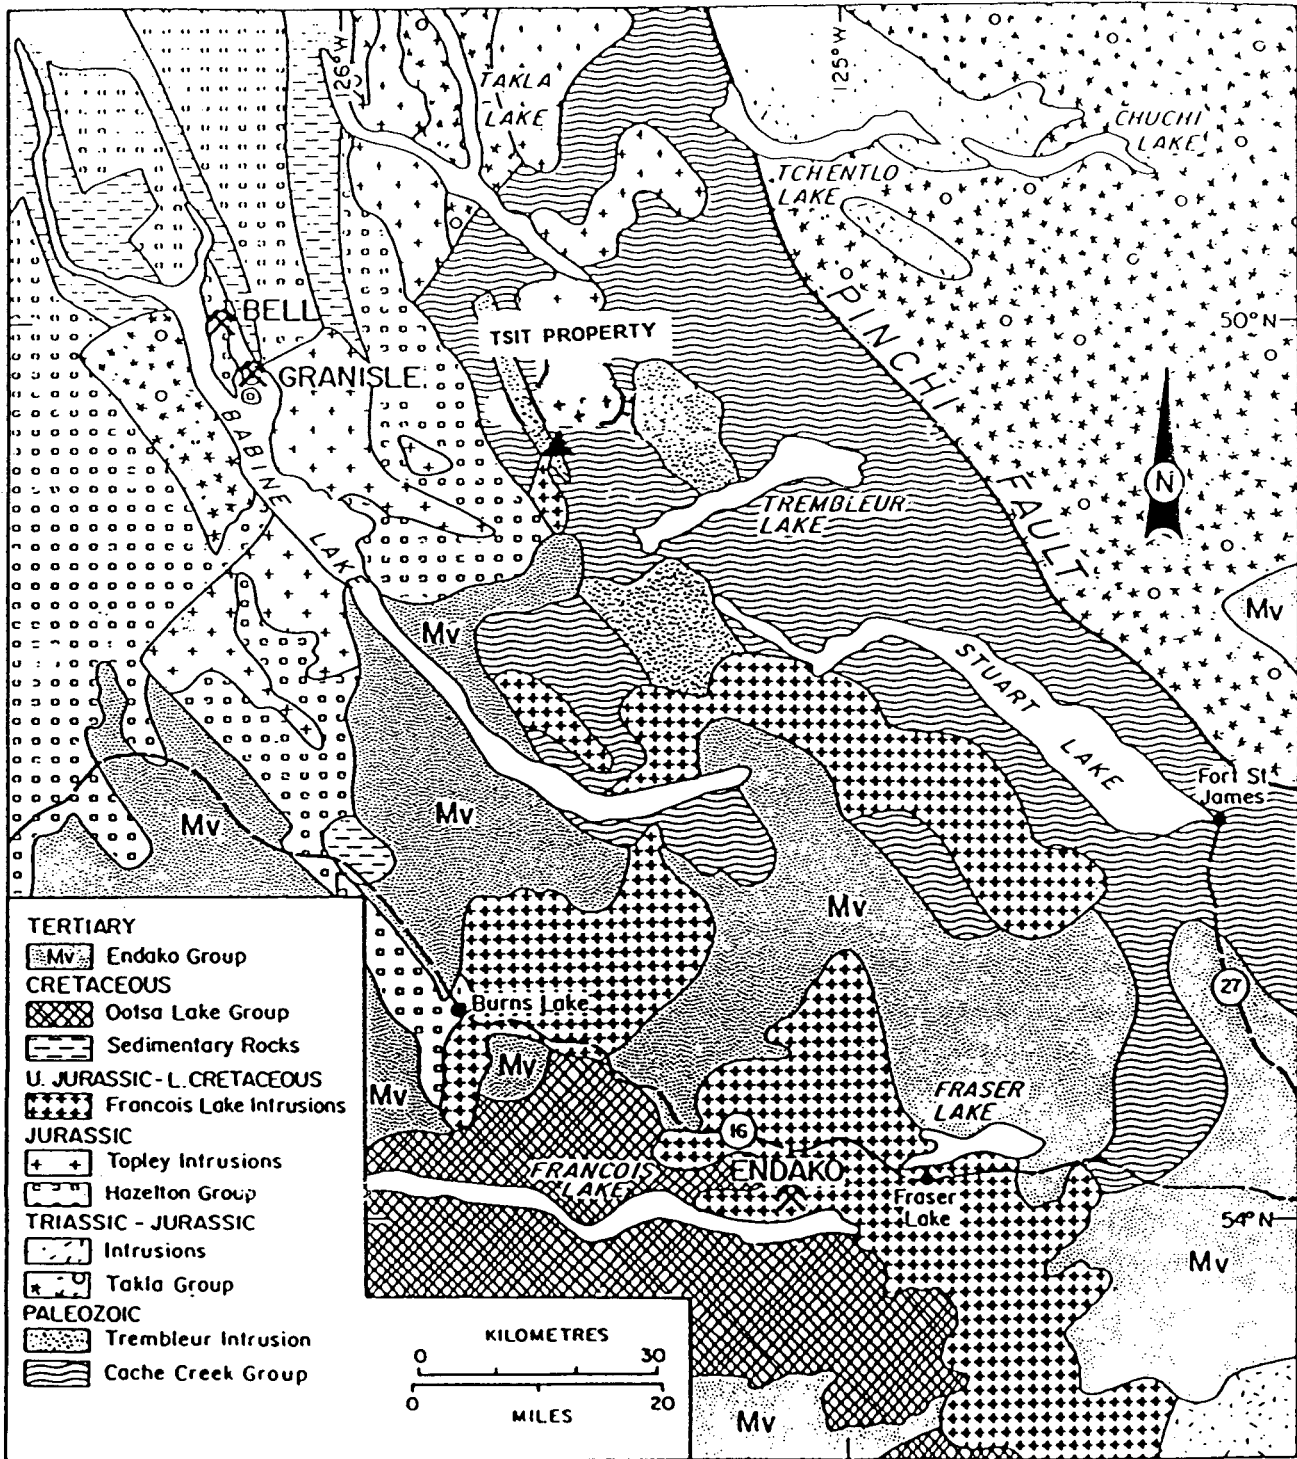 126°W
125°W
TAKLA
LAKE
CHUCHI
LAKE
TCHENTLO
LAKE
BELL
PINCHI FAULT
50°N
TSIT PROPERTY
GRANISLE
BABINE LAKE
N
TREMBLEUR
LAKE
Mv
Mv
STUART
LAKE
Fort St.
James
Mv
Mv
Mv
27
Burns Lake
Mv
Mv
FRASER
LAKE
16
FRANCOIS
LAKE
ENDAKO
Fraser
Lake
54°N
Mv
Mv
TERTIARY
Mv Endako Group
CRETACEOUS
Ootsa Lake Group
Sedimentary Rocks
U. JURASSIC - L. CRETACEOUS
Francois Lake Intrusions
JURASSIC
Topley Intrusions
Hazelton Group
TRIASSIC - JURASSIC
Intrusions
Takla Group
PALEOZOIC
Trembleur Intrusion
Cache Creek Group
KILOMETRES
0 30
0 20
MILES